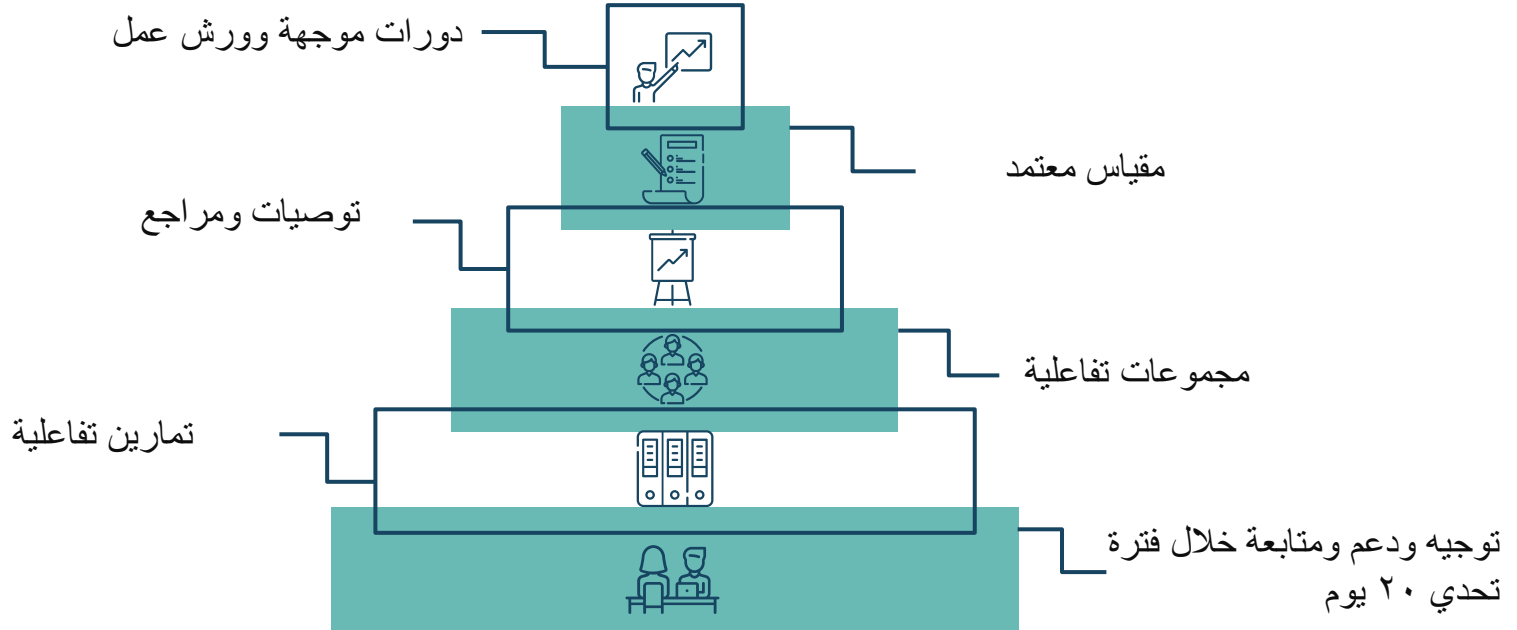 دورات موجهة وورش عمل
مقياس معتمد
توصيات ومراجع
مجموعات تفاعلية
تمارين تفاعلية
توجيه ودعم ومتابعة خلال فترة
تحدي ٢٠ يوم